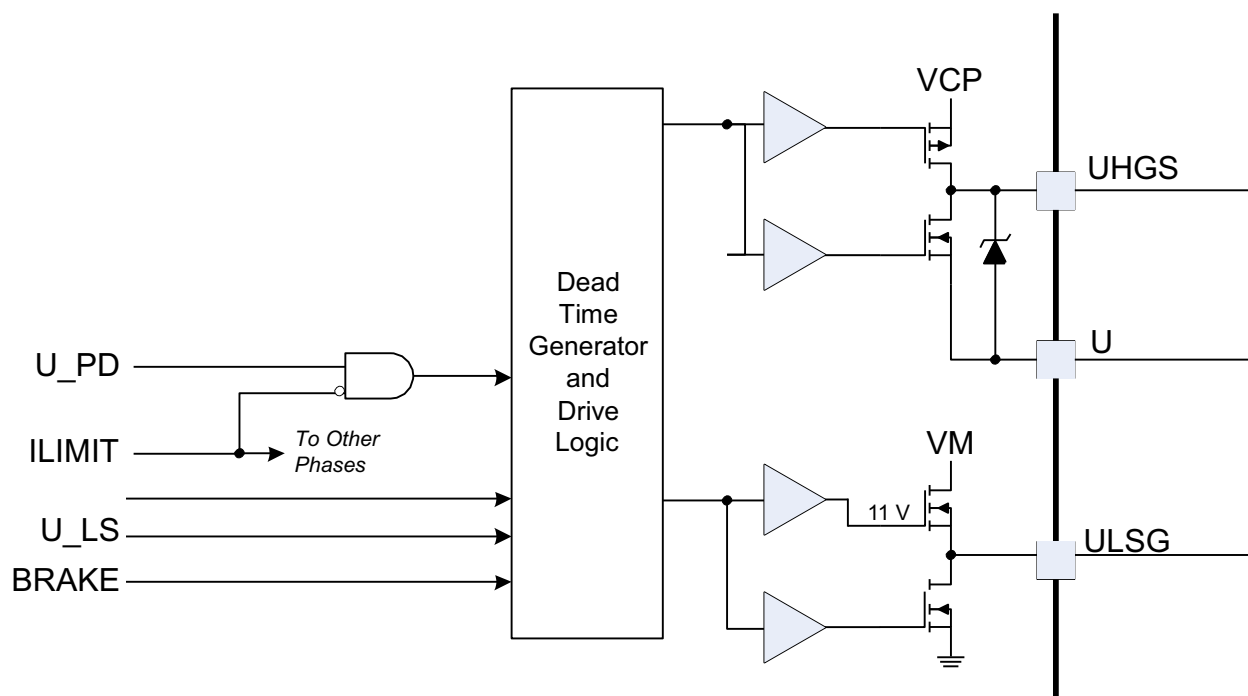 VCP
UHGS
Dead
Time
Generator
and
Drive
Logic
U_PD
U
ILIMIT
To Other
Phases
VM
11 V
U_LS
ULSG
BRAKE